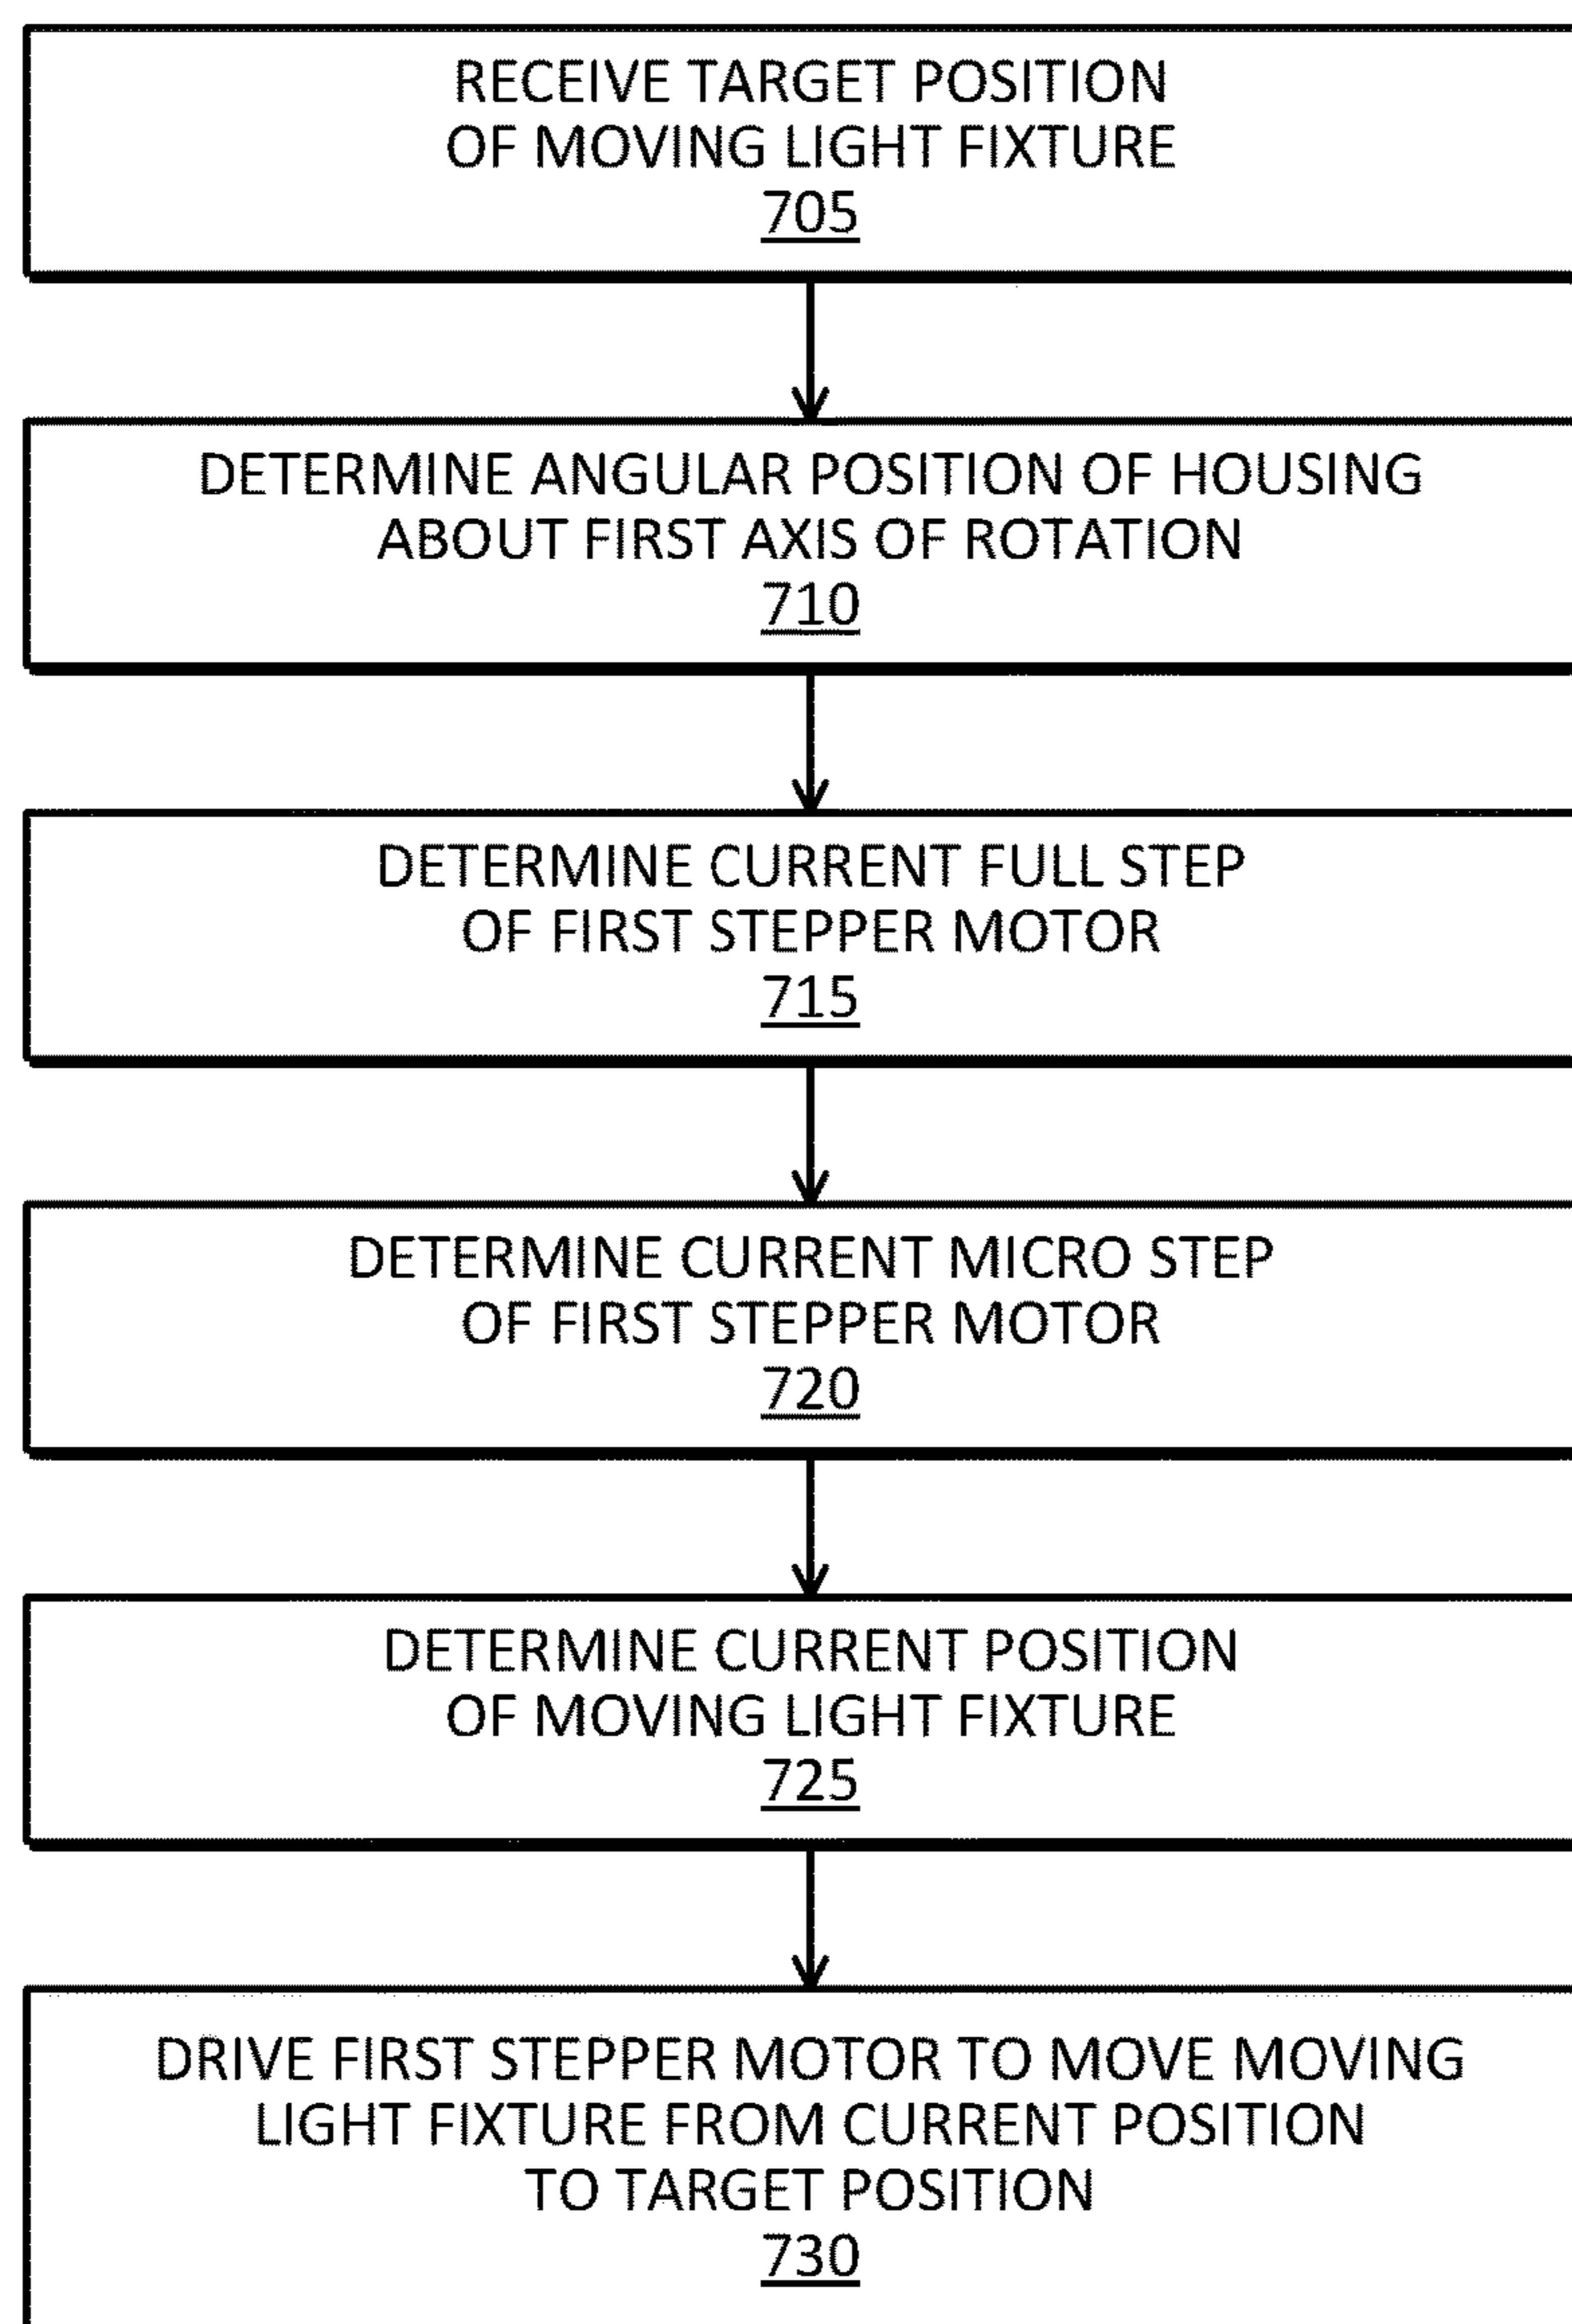 RECEIVE TARGET POSITION
OF MOVING LIGHT FIXTURE
705
DETERMINE ANGULAR POSITION OF HOUSING
ABOUT FIRST AXIS OF ROTATION
710
DETERMINE CURRENT FULL STEP
OF FIRST STEPPER MOTOR
715
DETERMINE CURRENT MICRO STEP
OF FIRST STEPPER MOTOR
720
DETERMINE CURRENT POSITION
OF MOVING LIGHT FIXTURE
725
DRIVE FIRST STEPPER MOTOR TO MOVE MOVING
LIGHT FIXTURE FROM CURRENT POSITION
TO TARGET POSITION
730